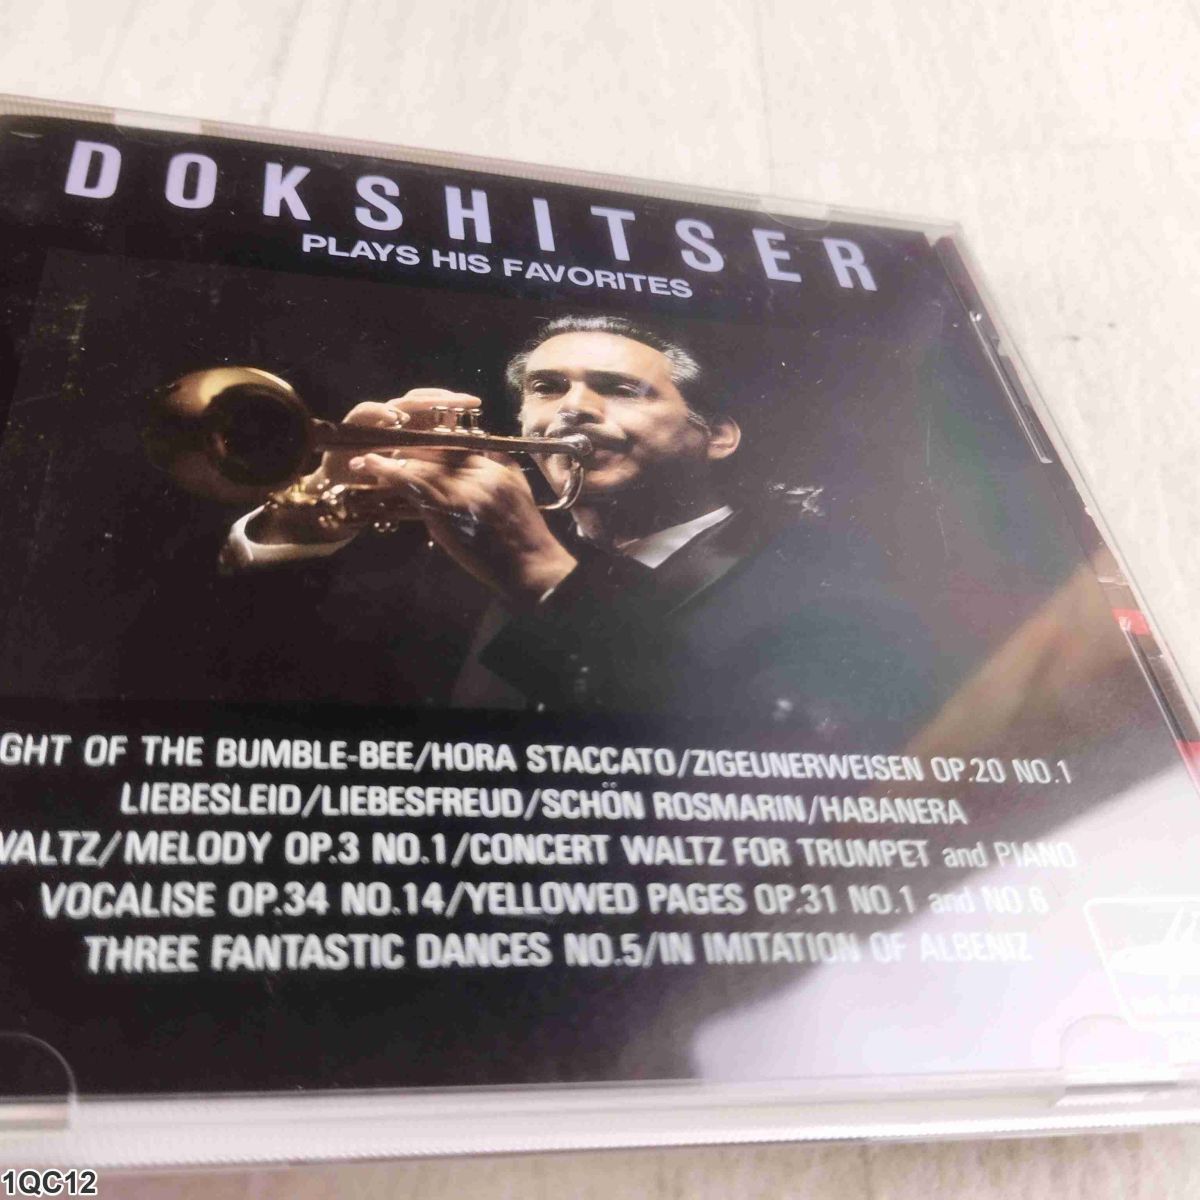 DOKSHITSER
PLAYS HIS FAVORITES
GHT OF THE BUMBLE-BEE/HORA STACCATO/ZIGEUNERWEISEN OP.20 NO.1
LIEBESLEID/LIEBESFREUD/SCHÖN ROSMARIN/HABANERA
WALTZ/MELODY OP.3 NO.1/CONCERT WALTZ FOR TRUMPET and PIANO
VOCALISE OP.34 NO.14/YELLOWED PAGES OP.31 NO.1 and NO.6
THREE FANTASTIC DANCES NO.5/IN IMITATION OF ALBENIZ
1QC12